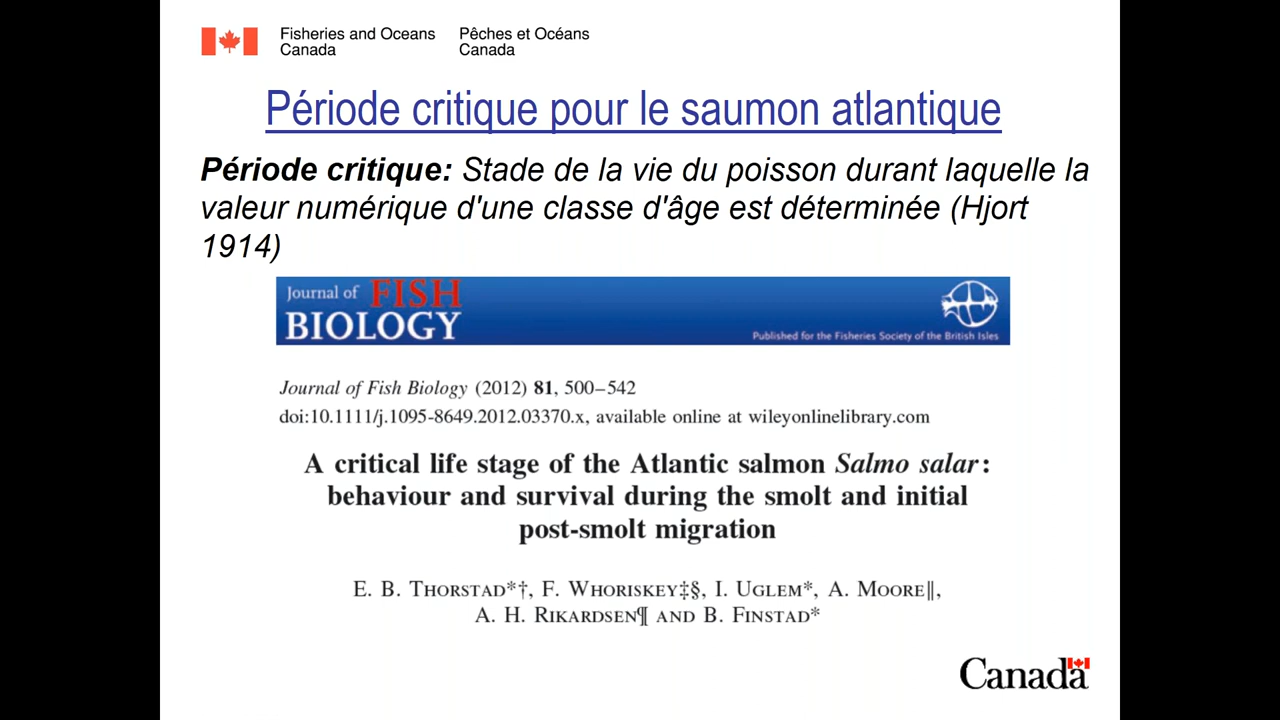 Fisheries and Oceans Pêches et Océans
Canada Canada
Période critique pour le saumon atlantique
Période critique: Stade de la vie du poisson durant laquelle la
valeur numérique d'une classe d'âge est déterminée (Hjort
1914)
Journal of FISH
BIOLOGY
Published for the Fisheries Society of the British Isles
Journal of Fish Biology (2012) 81, 500–542
doi:10.1111/j.1095-8649.2012.03370.x, available online at wileyonlinelibrary.com
A critical life stage of the Atlantic salmon Salmo salar:
behaviour and survival during the smolt and initial
post-smolt migration
E. B. Thorstad*†, F. Whoriskey‡§, I. Uglem*, A. Moore‖,
A. H. Rikardsen¶ and B. Finstad*
Canada